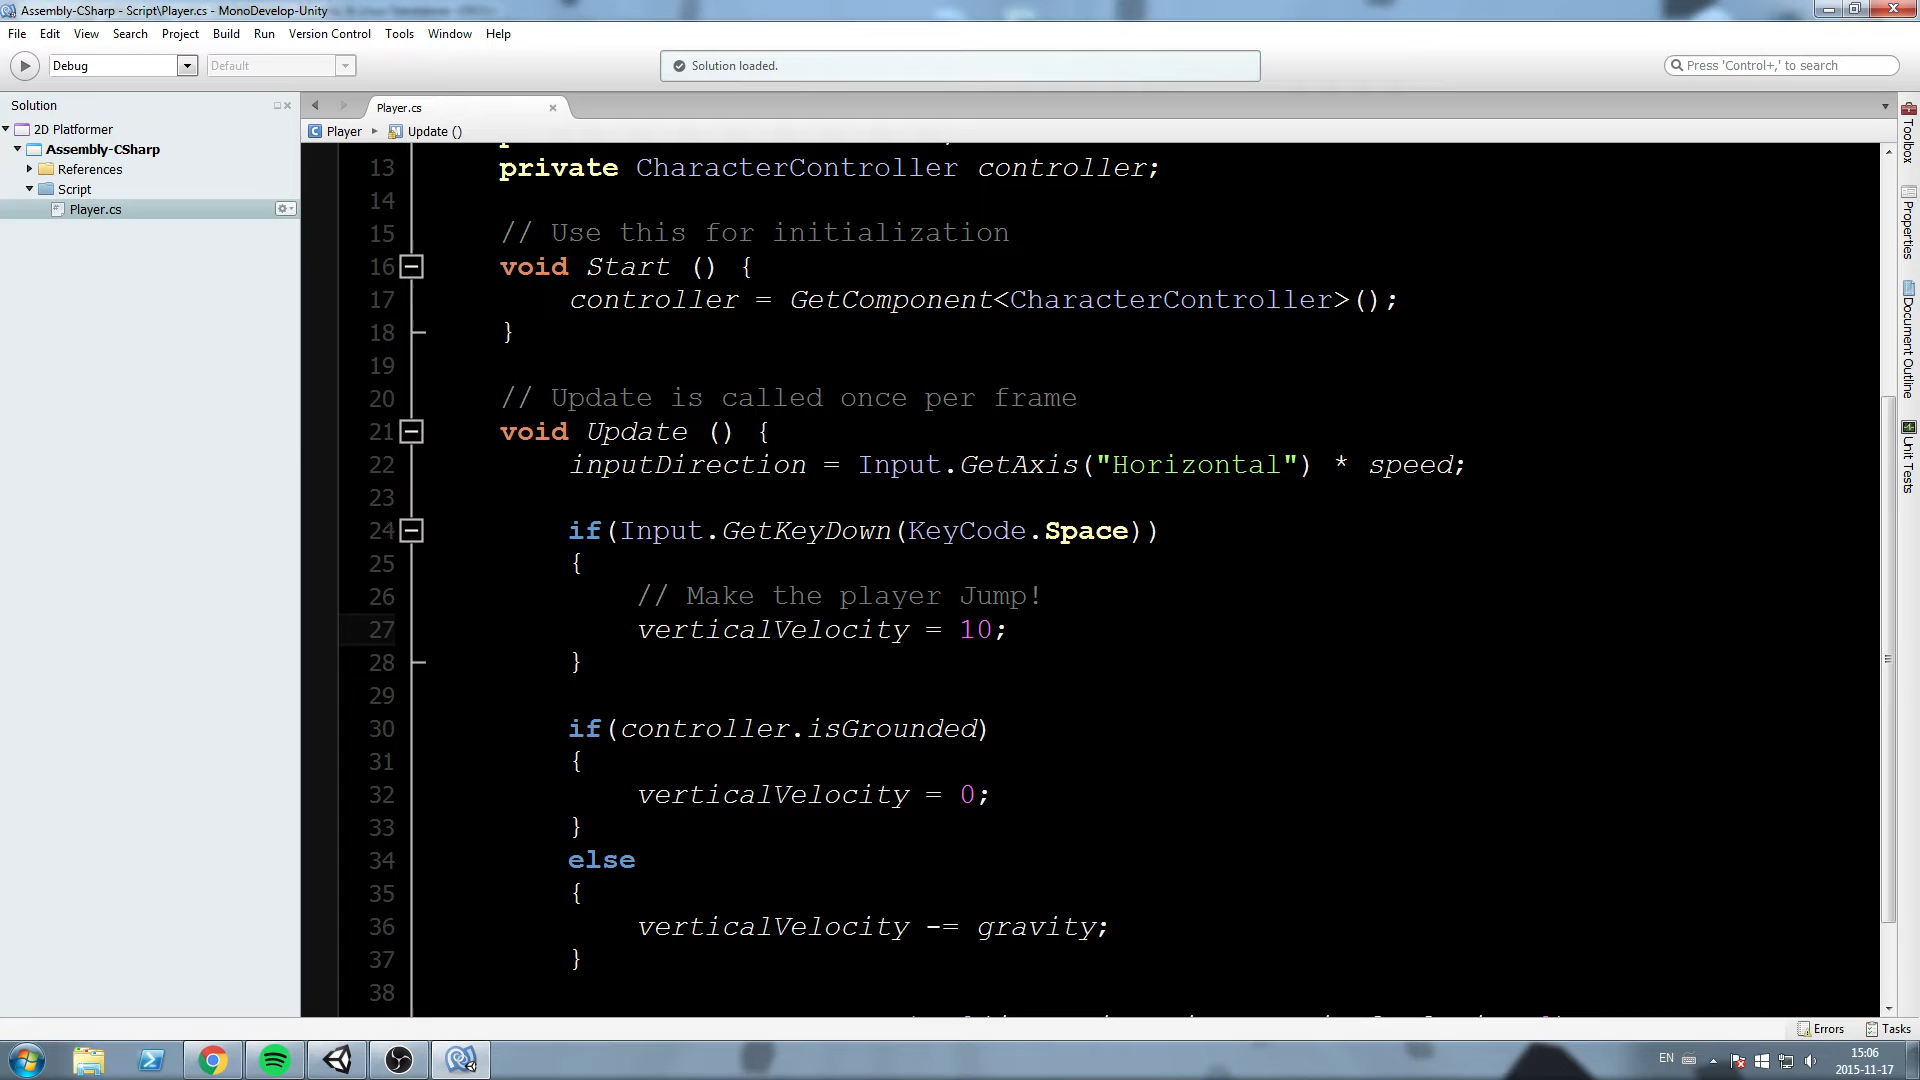 Assembly-CSharp - Script\Player.cs - MonoDevelop-Unity
File Edit View Search Project Build Run Version Control Tools Window Help
Debug Default Solution loaded. Press 'Control+,' to search
Solution
2D Platformer
Assembly-CSharp
References
Script
Player.cs
Player.cs
Player Update ()
13 private CharacterController controller;
14
15 // Use this for initialization
16 void Start () {
17 controller = GetComponent<CharacterController>();
18 }
19
20 // Update is called once per frame
21 void Update () {
22 inputDirection = Input.GetAxis("Horizontal") * speed;
23
24 if(Input.GetKeyDown(KeyCode.Space))
25 {
26 // Make the player Jump!
27 verticalVelocity = 10;
28 }
29
30 if(controller.isGrounded)
31 {
32 verticalVelocity = 0;
33 }
34 else
35 {
36 verticalVelocity -= gravity;
37 }
38
Toolbox
Properties
Document Outline
Unit Tests
Errors Tasks
EN
15:06
2015-11-17